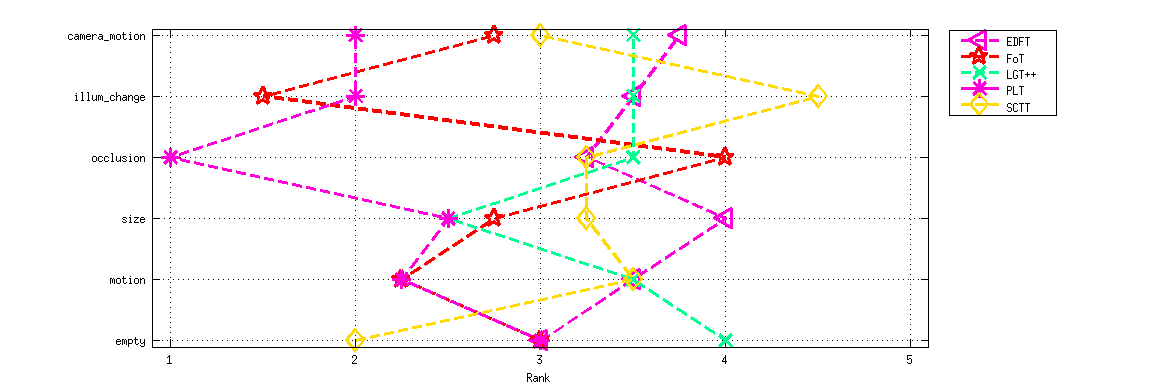 camera_motion
illum_change
occlusion
size
motion
empty
1 2 3 4 5
Rank
EDFT
FoT
LGT++
PLT
SCTT